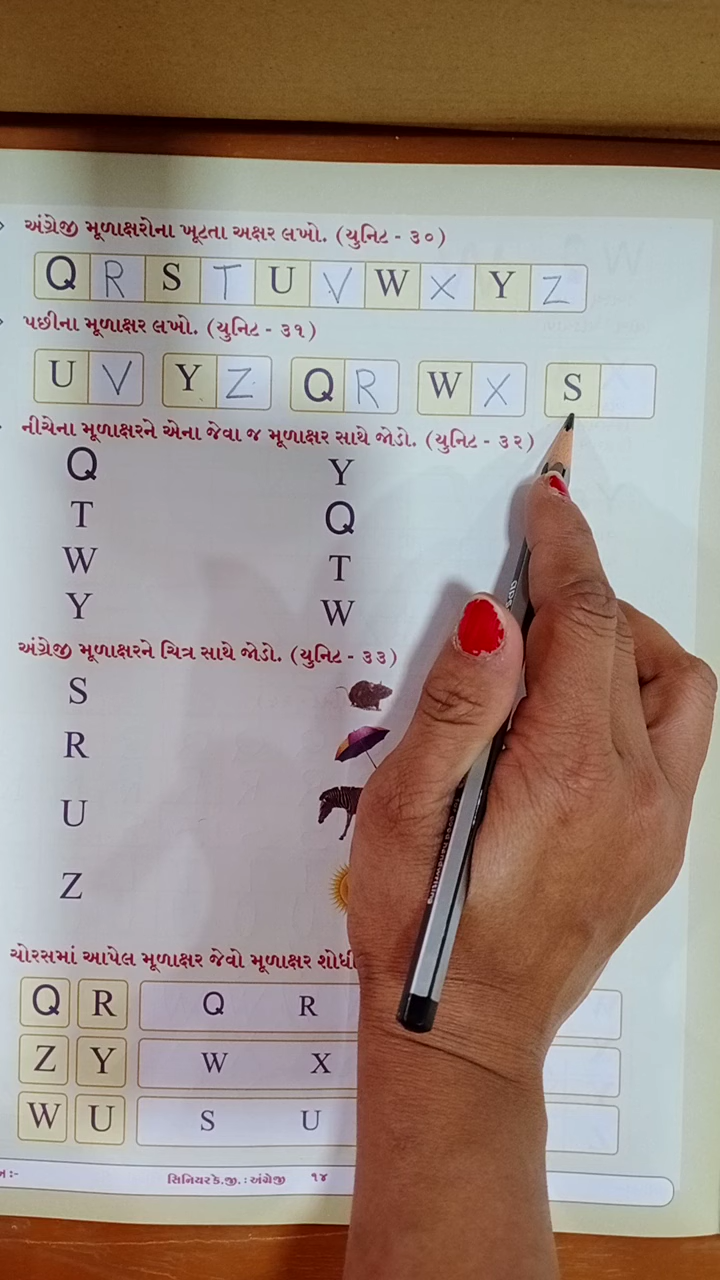 અંગ્રેજી મૂળાક્ષરોના ખૂટતા અક્ષર લખો. (યુનિટ - ૩૦)
Q R S T U V W X Y Z
પછીના મૂળાક્ષર લખો. (યુનિટ - ૩૧)
U V Y Z Q R W X S
નીચેના મૂળાક્ષરને એના જેવા જ મૂળાક્ષર સાથે જોડો. (યુનિટ - ૩૨)
Q Y
T Q
W T
Y W
અંગ્રેજી મૂળાક્ષરને ચિત્ર સાથે જોડો. (યુનિટ - ૩૩)
S
R
U
Z
ચોરસમાં આપેલ મૂળાક્ષર જેવો મૂળાક્ષર શોધી
Q R Q R
Z Y W X
W U S U
સિનિયર કે.જી. : અંગ્રેજી ૧૪